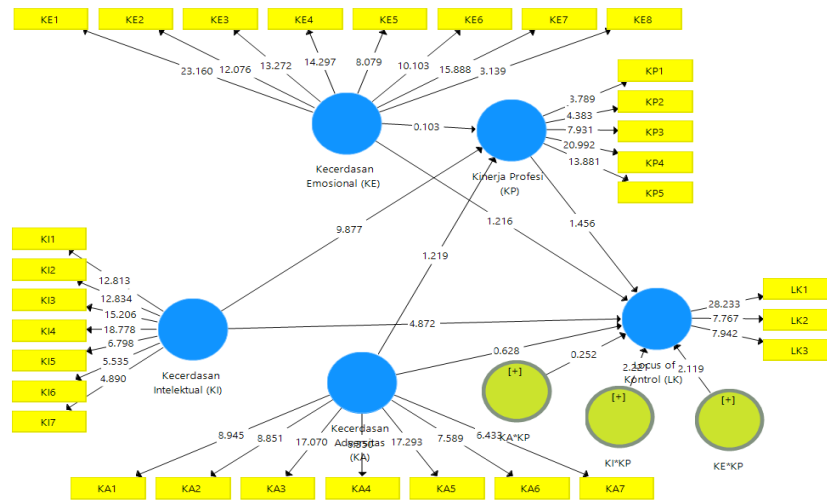 KE1 KE2 KE3 KE4 KE5 KE6 KE7 KE8
23.160 12.076 13.272 14.297 8.079 10.103 15.888 3.139
KP1
KP2
KP3
KP4
KP5
3.789
4.383
7.931
20.992
13.881
0.103
Kecerdasan
Emosional (KE)
Kinerja Profesi
(KP)
9.877
1.219
1.216
1.456
KI1
KI2
KI3
KI4
KI5
KI6
KI7
12.813
12.834
15.206
18.778
6.798
5.535
4.890
Kecerdasan
Intelektual (KI)
4.872
0.628
0.252
2.119
LK1
LK2
LK3
28.233
7.767
7.942
Locus of
Kontrol (LK)
[+]
KA*KP
[+]
KI*KP
[+]
KE*KP
Kecerdasan
Adversitas
(KA)
8.945 8.851 17.070 17.293 7.589 6.433
KA1 KA2 KA3 KA4 KA5 KA6 KA7